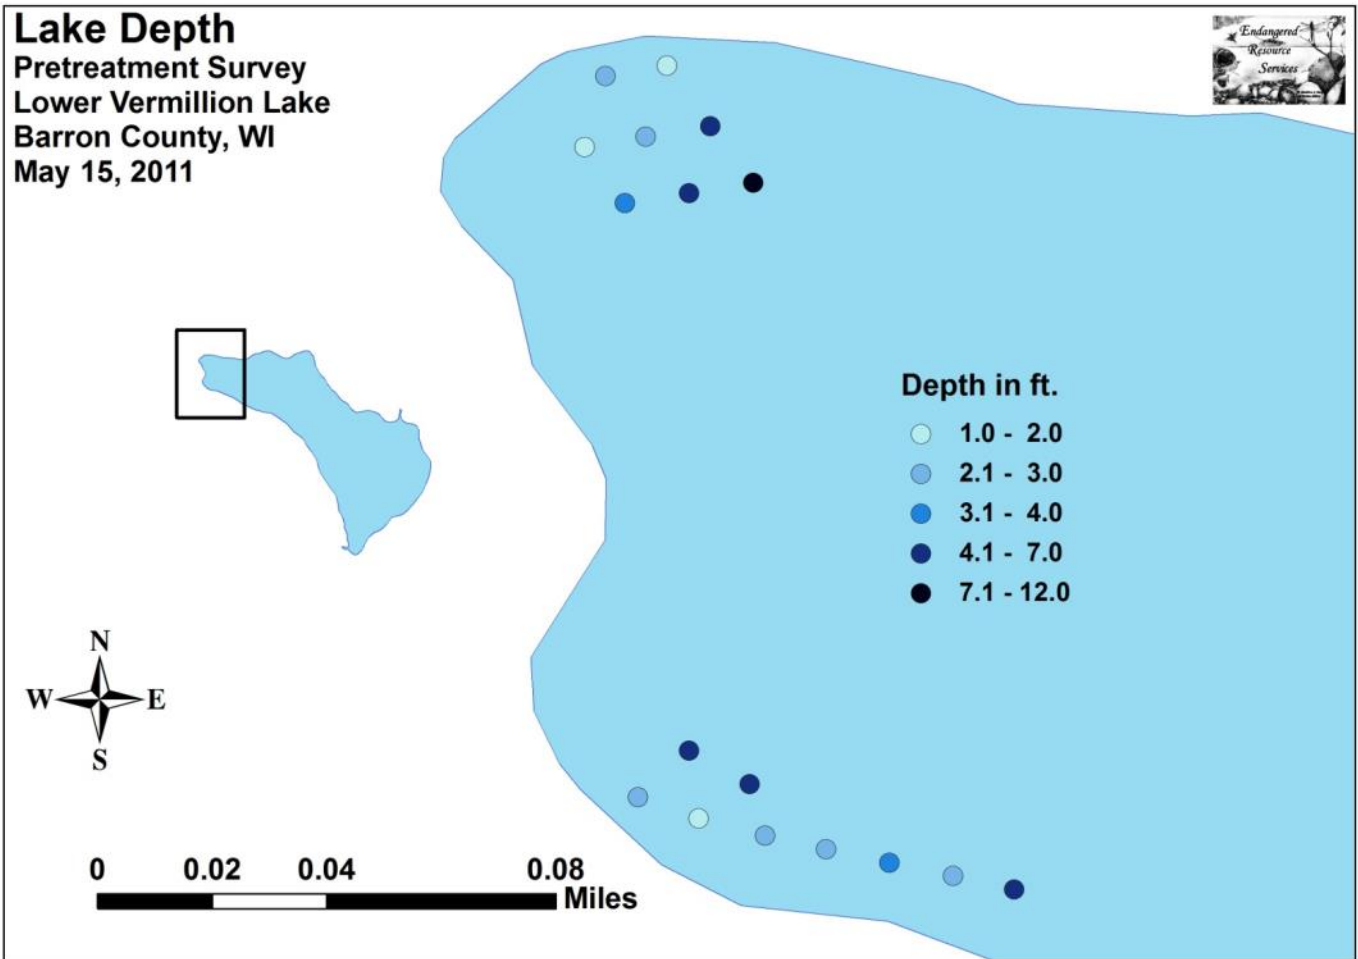 Lake Depth
Pretreatment Survey
Lower Vermillion Lake
Barron County, WI
May 15, 2011
Endangered
Resource
Services
Depth in ft.
1.0 - 2.0
2.1 - 3.0
3.1 - 4.0
4.1 - 7.0
7.1 - 12.0
N
W
E
S
0
0.02
0.04
0.08
Miles